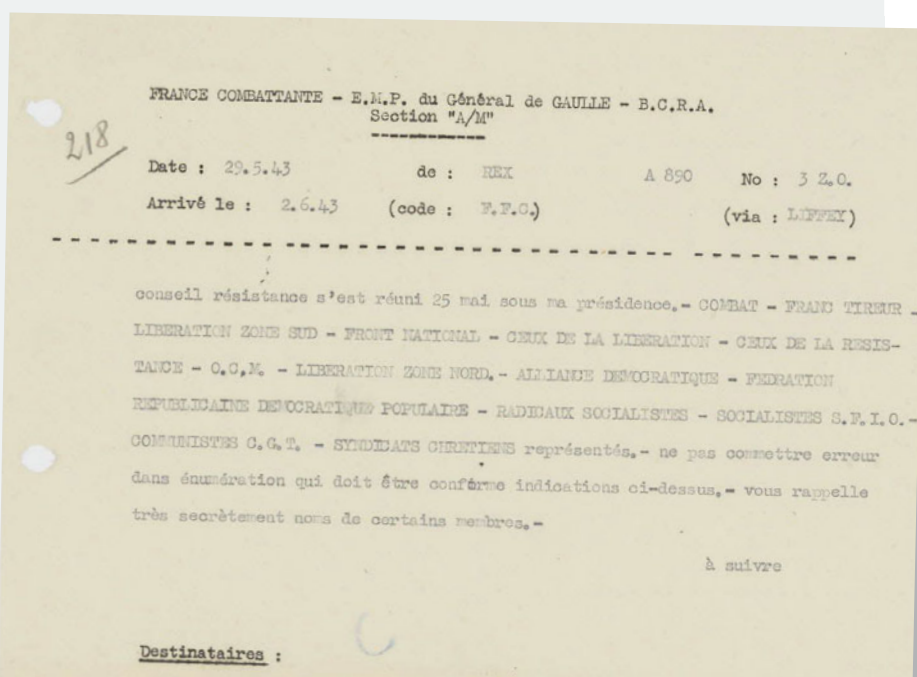 FRANCE COMBATTANTE - E.M.P. du Général de GAULLE - B.C.R.A.
Section "A/M"
218
Date : 29.5.43 de : REX A 890 No : 3 Z.O.
Arrivé le : 2.6.43 (code : F.F.C.) (via : LIFFEY)
conseil résistance s'est réuni 25 mai sous ma présidence.- COMBAT - FRANC TIREUR -
LIBERATION ZONE SUD - FRONT NATIONAL - CEUX DE LA LIBERATION - CEUX DE LA RESIS-
TANCE - O.C.M. - LIBERATION ZONE NORD.- ALLIANCE DEMOCRATIQUE - FEDRATION
REPUBLICAINE DEMOCRATIQUE POPULAIRE - RADICAUX SOCIALISTES - SOCIALISTES S.F.I.O.-
COMMUNISTES C.G.T. - SYNDICATS CHRETIENS représentés.- ne pas commettre erreur
dans énumération qui doit être conforme indications ci-dessus.- vous rappelle
très secrètement noms de certains membres.-
à suivre
Destinataires :